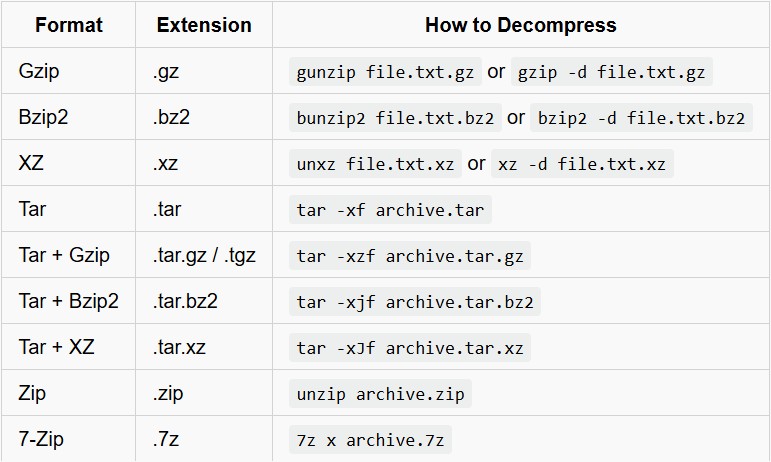 Format Extension How to Decompress
Gzip .gz gunzip file.txt.gz or gzip -d file.txt.gz
Bzip2 .bz2 bunzip2 file.txt.bz2 or bzip2 -d file.txt.bz2
XZ .xz unxz file.txt.xz or xz -d file.txt.xz
Tar .tar tar -xf archive.tar
Tar + Gzip .tar.gz / .tgz tar -xzf archive.tar.gz
Tar + Bzip2 .tar.bz2 tar -xjf archive.tar.bz2
Tar + XZ .tar.xz tar -xJf archive.tar.xz
Zip .zip unzip archive.zip
7-Zip .7z 7z x archive.7z